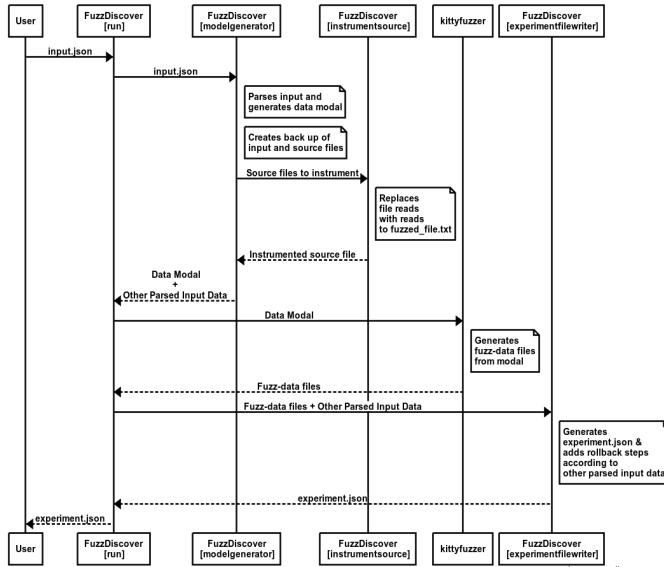 User
FuzzDiscover
[run]
FuzzDiscover
[modelgenerator]
FuzzDiscover
[instrumentsource]
kittyfuzzer
FuzzDiscover
[experimentfilewriter]
input.json
input.json
Parses input and
generates data modal
Creates back up of
input and source files
Source files to instrument
Replaces
file reads
with reads
to fuzzed_file.txt
Instrumented source file
Data Modal
+
Other Parsed Input Data
Data Modal
Generates
fuzz-data files
from modal
Fuzz-data files
Fuzz-data files + Other Parsed Input Data
Generates
experiment.json &
adds rollback steps
according to
other parsed input data
experiment.json
experiment.json
User
FuzzDiscover
[run]
FuzzDiscover
[modelgenerator]
FuzzDiscover
[instrumentsource]
kittyfuzzer
FuzzDiscover
[experimentfilewriter]